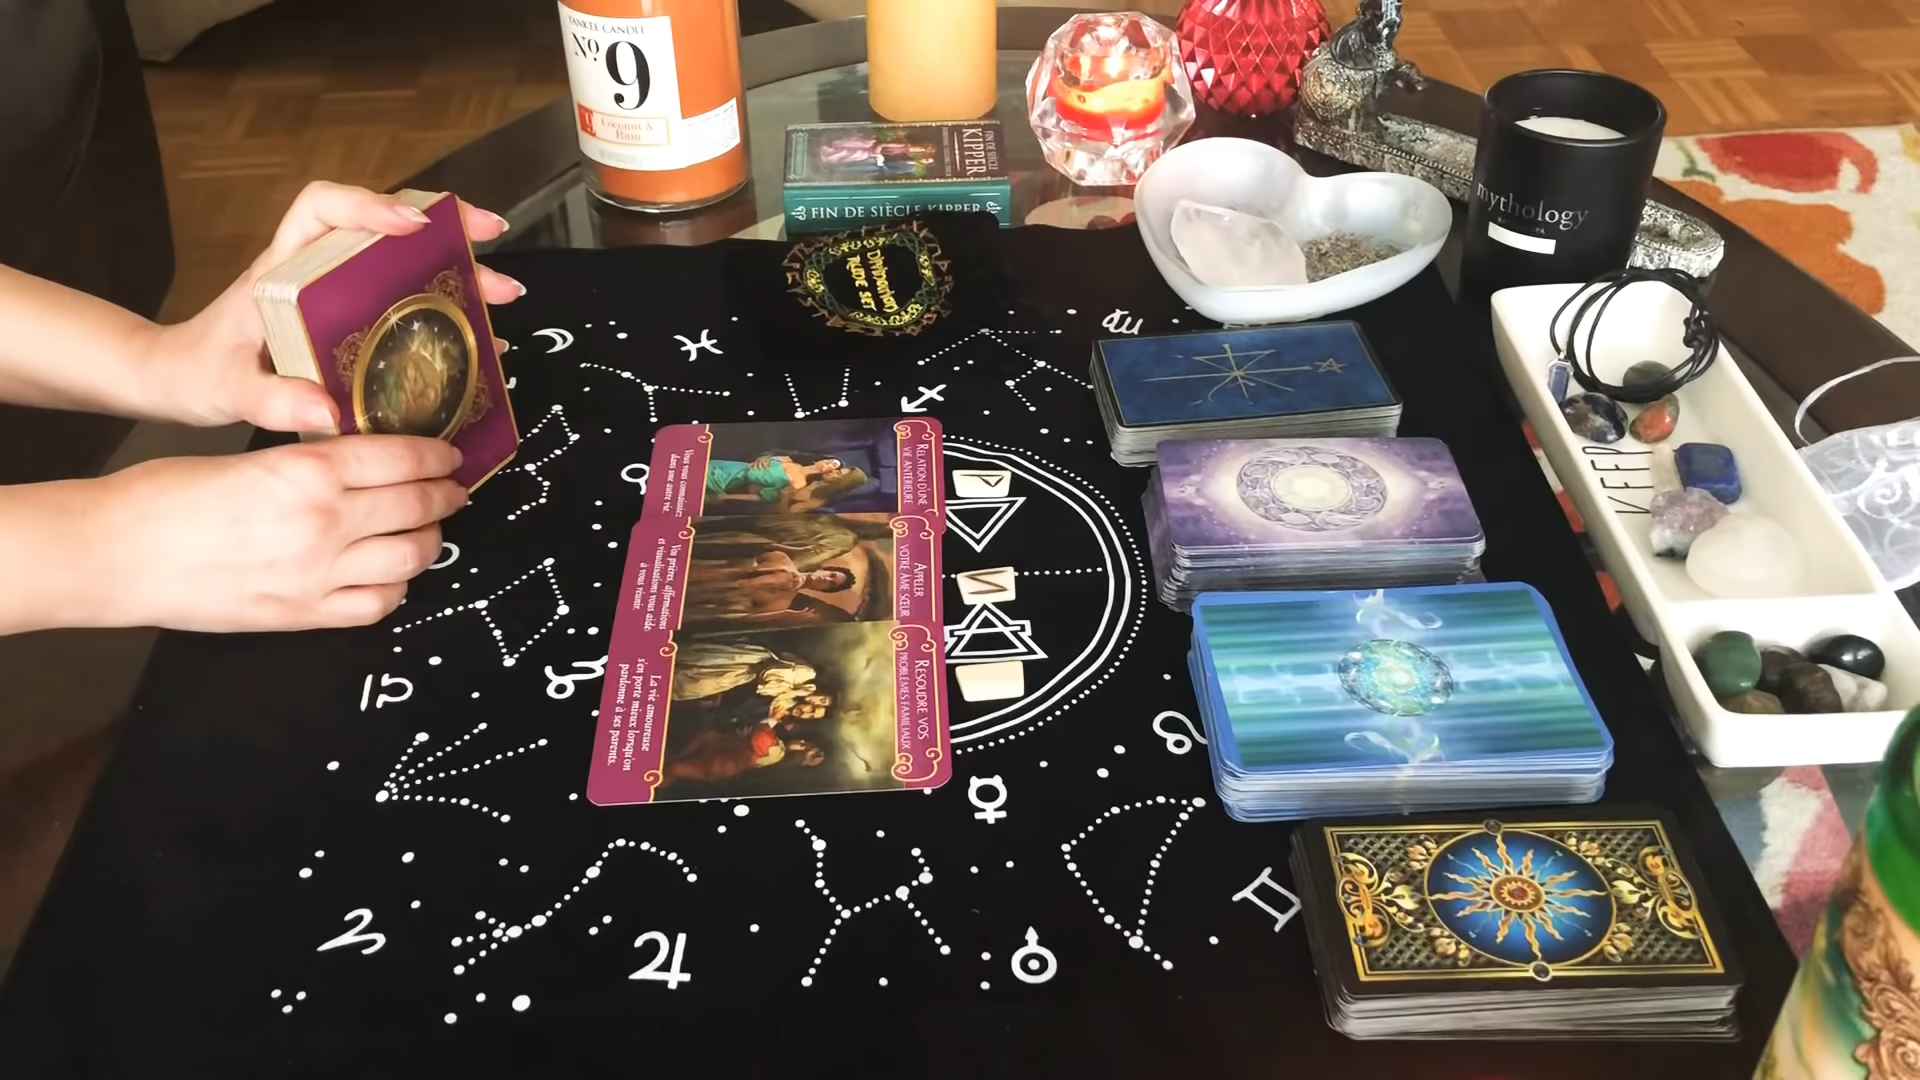 YANKEE CANDLE
No 9
Coconut &
Rum
FIN DE SIÈCLE
KIPPER
FIN DE SIÈCLE KIPPER
Divination
RUNE SET
mythology
RELATION D'UNE
VIE ANTÉRIEURE
Vous vous connaissiez
dans une autre vie.
APPELER
VOTRE ÂME SŒUR
Vos prières, affirmations
et visualisations vous aident
à vous réunir.
RÉSOUDRE VOS
PROBLÈMES FAMILIAUX
La vie amoureuse
s'en porte mieux lorsqu'on
pardonne à ses parents.